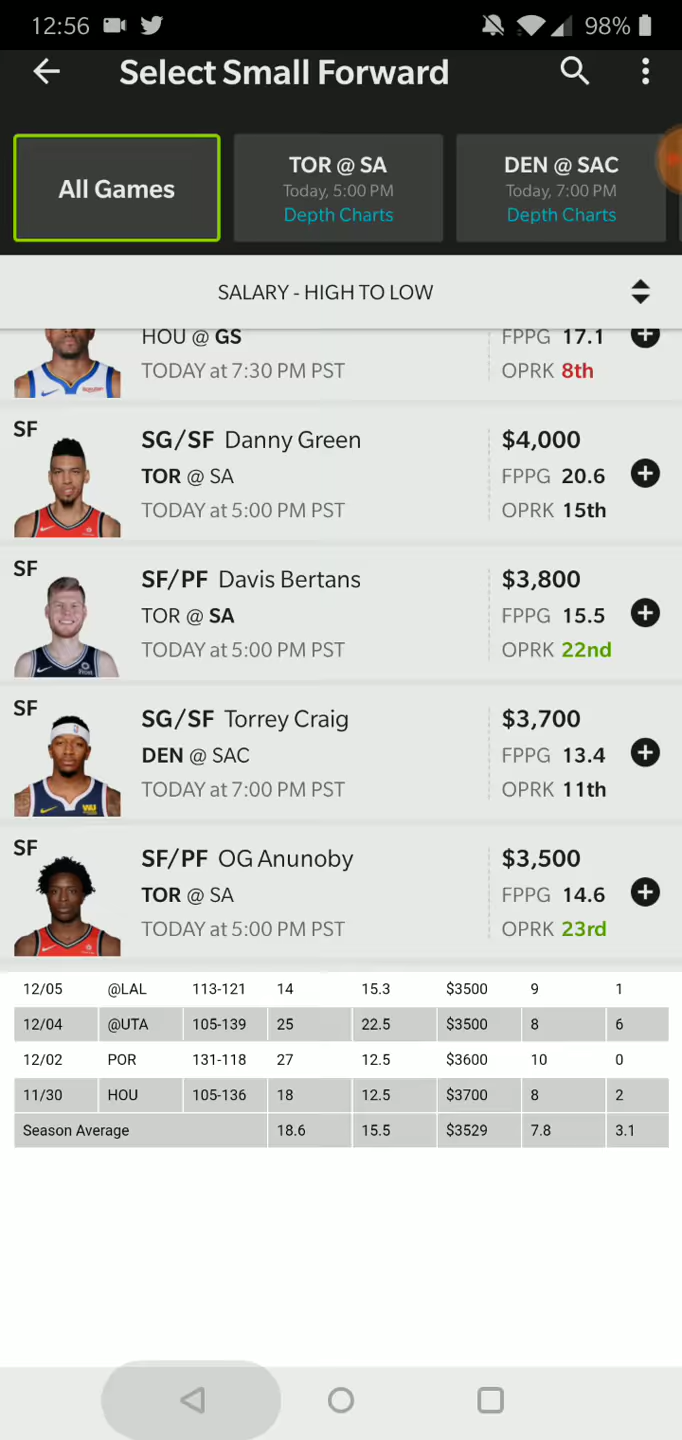 12:56 98%
Select Small Forward
All Games
TOR @ SA
Today, 5:00 PM
Depth Charts
DEN @ SAC
Today, 7:00 PM
Depth Charts
SALARY - HIGH TO LOW
HOU @ GS FPPG 17.1
TODAY at 7:30 PM PST OPRK 8th
SF SG/SF Danny Green $4,000
TOR @ SA FPPG 20.6
TODAY at 5:00 PM PST OPRK 15th
SF SF/PF Davis Bertans $3,800
TOR @ SA FPPG 15.5
TODAY at 5:00 PM PST OPRK 22nd
SF SG/SF Torrey Craig $3,700
DEN @ SAC FPPG 13.4
TODAY at 7:00 PM PST OPRK 11th
SF SF/PF OG Anunoby $3,500
TOR @ SA FPPG 14.6
TODAY at 5:00 PM PST OPRK 23rd
12/05 @LAL 113-121 14 15.3 $3500 9 1
12/04 @UTA 105-139 25 22.5 $3500 8 6
12/02 POR 131-118 27 12.5 $3600 10 0
11/30 HOU 105-136 18 12.5 $3700 8 2
Season Average 18.6 15.5 $3529 7.8 3.1